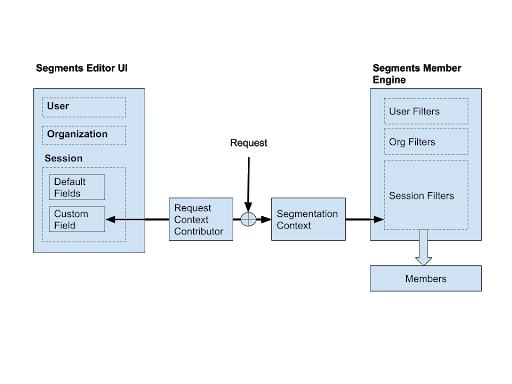 Segments Editor UI
User
Organization
Session
Default
Fields
Custom
Field
Request
Context
Contributor
Request
Segmentation
Context
Segments Member
Engine
User Filters
Org Filters
Session Filters
Members